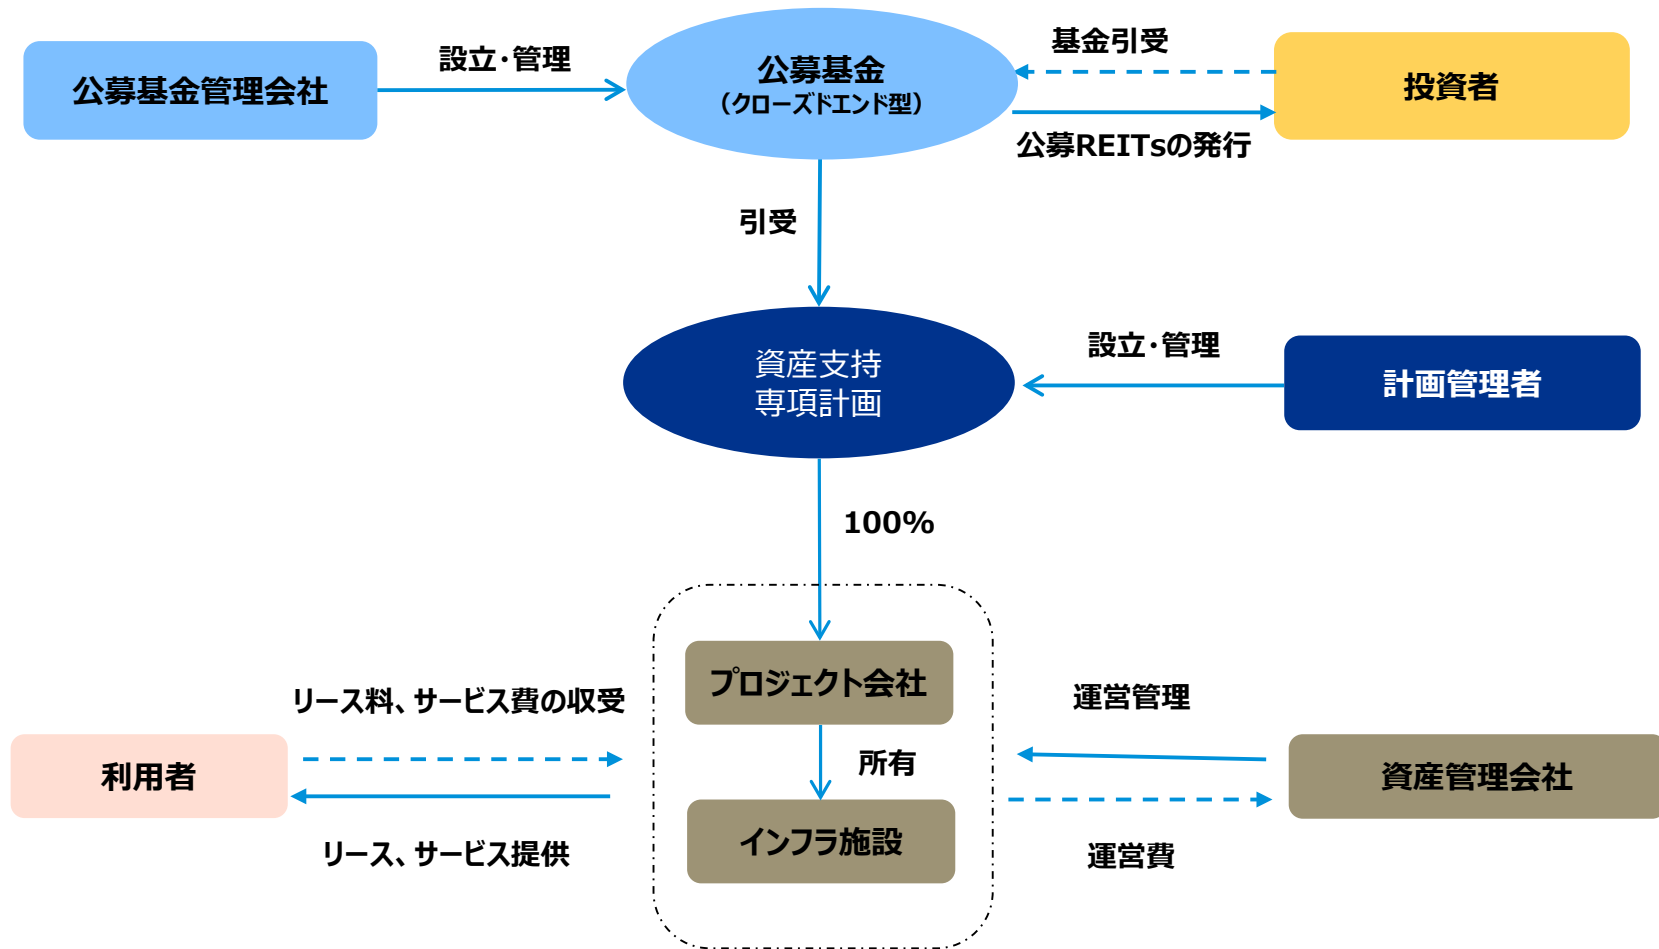 公募基金管理会社
設立・管理
公募基金
（クローズドエンド型）
基金引受
投資者
公募REITsの発行
引受
資産支持
専項計画
設立・管理
計画管理者
100%
プロジェクト会社
リース料、サービス費の収受
運営管理
利用者
所有
資産管理会社
インフラ施設
リース、サービス提供
運営費